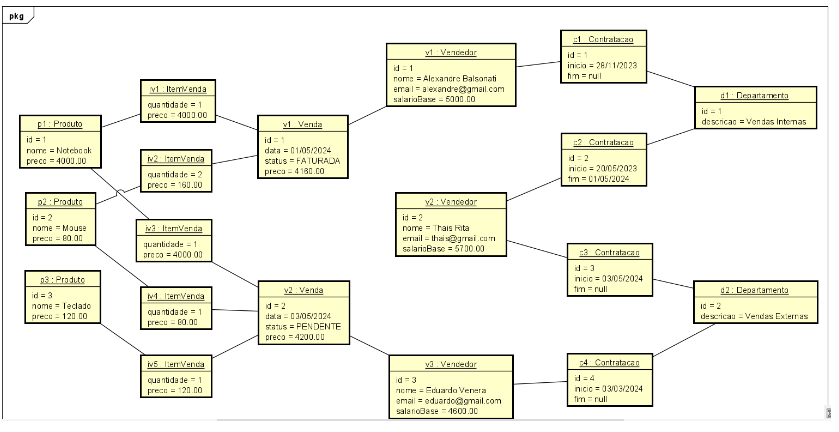 pkg
p1 : Produto
id = 1
nome = Notebook
preco = 4000.00
p2 : Produto
id = 2
nome = Mouse
preco = 80.00
p3 : Produto
id = 3
nome = Teclado
preco = 120.00
iv1 : ItemVenda
quantidade = 1
preco = 4000.00
iv2 : ItemVenda
quantidade = 2
preco = 160.00
iv3 : ItemVenda
quantidade = 1
preco = 4000.00
iv4 : ItemVenda
quantidade = 1
preco = 80.00
iv5 : ItemVenda
quantidade = 1
preco = 120.00
v1 : Venda
id = 1
data = 01/05/2024
status = FATURADA
preco = 4160.00
v2 : Venda
id = 2
data = 03/05/2024
status = PENDENTE
preco = 4200.00
v1 : Vendedor
id = 1
nome = Alexandre Balsonati
email = alexandre@gmail.com
salarioBase = 5000.00
v2 : Vendedor
id = 2
nome = Thais Rita
email = thais@gmail.com
salarioBase = 5700.00
v3 : Vendedor
id = 3
nome = Eduardo Venera
email = eduardo@gmail.com
salarioBase = 4600.00
c1 : Contratacao
id = 1
inicio = 28/11/2023
fim = null
c2 : Contratacao
id = 2
inicio = 20/05/2023
fim = 01/05/2024
c3 : Contratacao
id = 3
inicio = 03/05/2024
fim = null
c4 : Contratacao
id = 4
inicio = 03/03/2024
fim = null
d1 : Departamento
id = 1
descricao = Vendas Internas
d2 : Departamento
id = 2
descricao = Vendas Externas